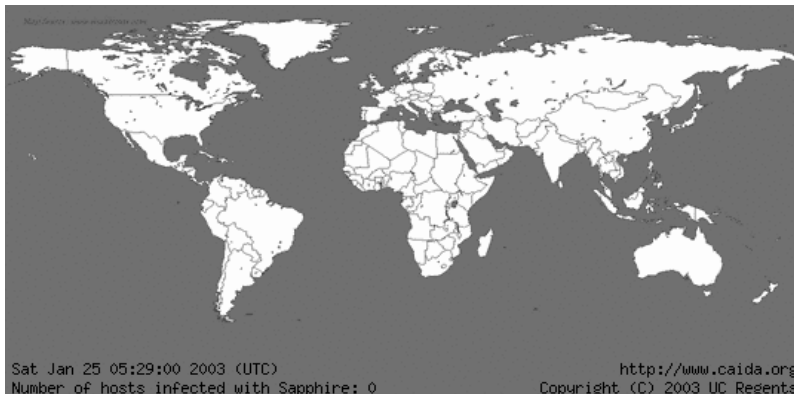 Sat Jan 25 05:29:00 2003 (UTC)
Number of hosts infected with Sapphire: 0
http://www.caida.org
Copyright (C) 2003 UC Regents